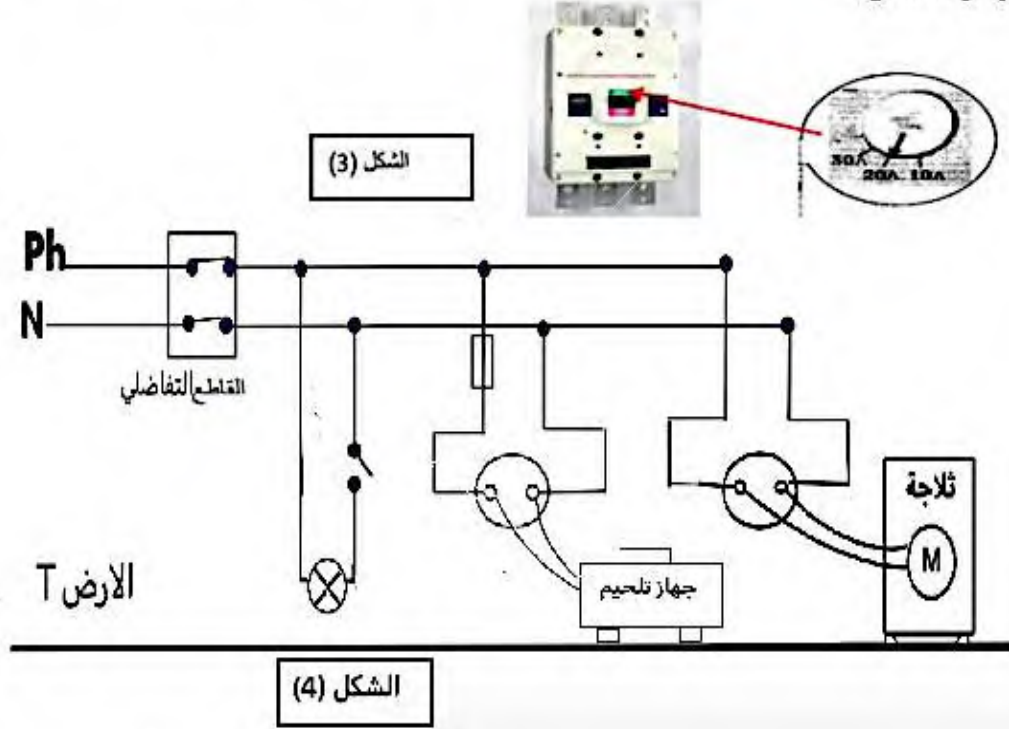 الشكل (3)
30A
20A 10A
Ph
N
القاطع التفاضلي
ثلاجة
M
جهاز تلحيم
الارض T
الشكل (4)